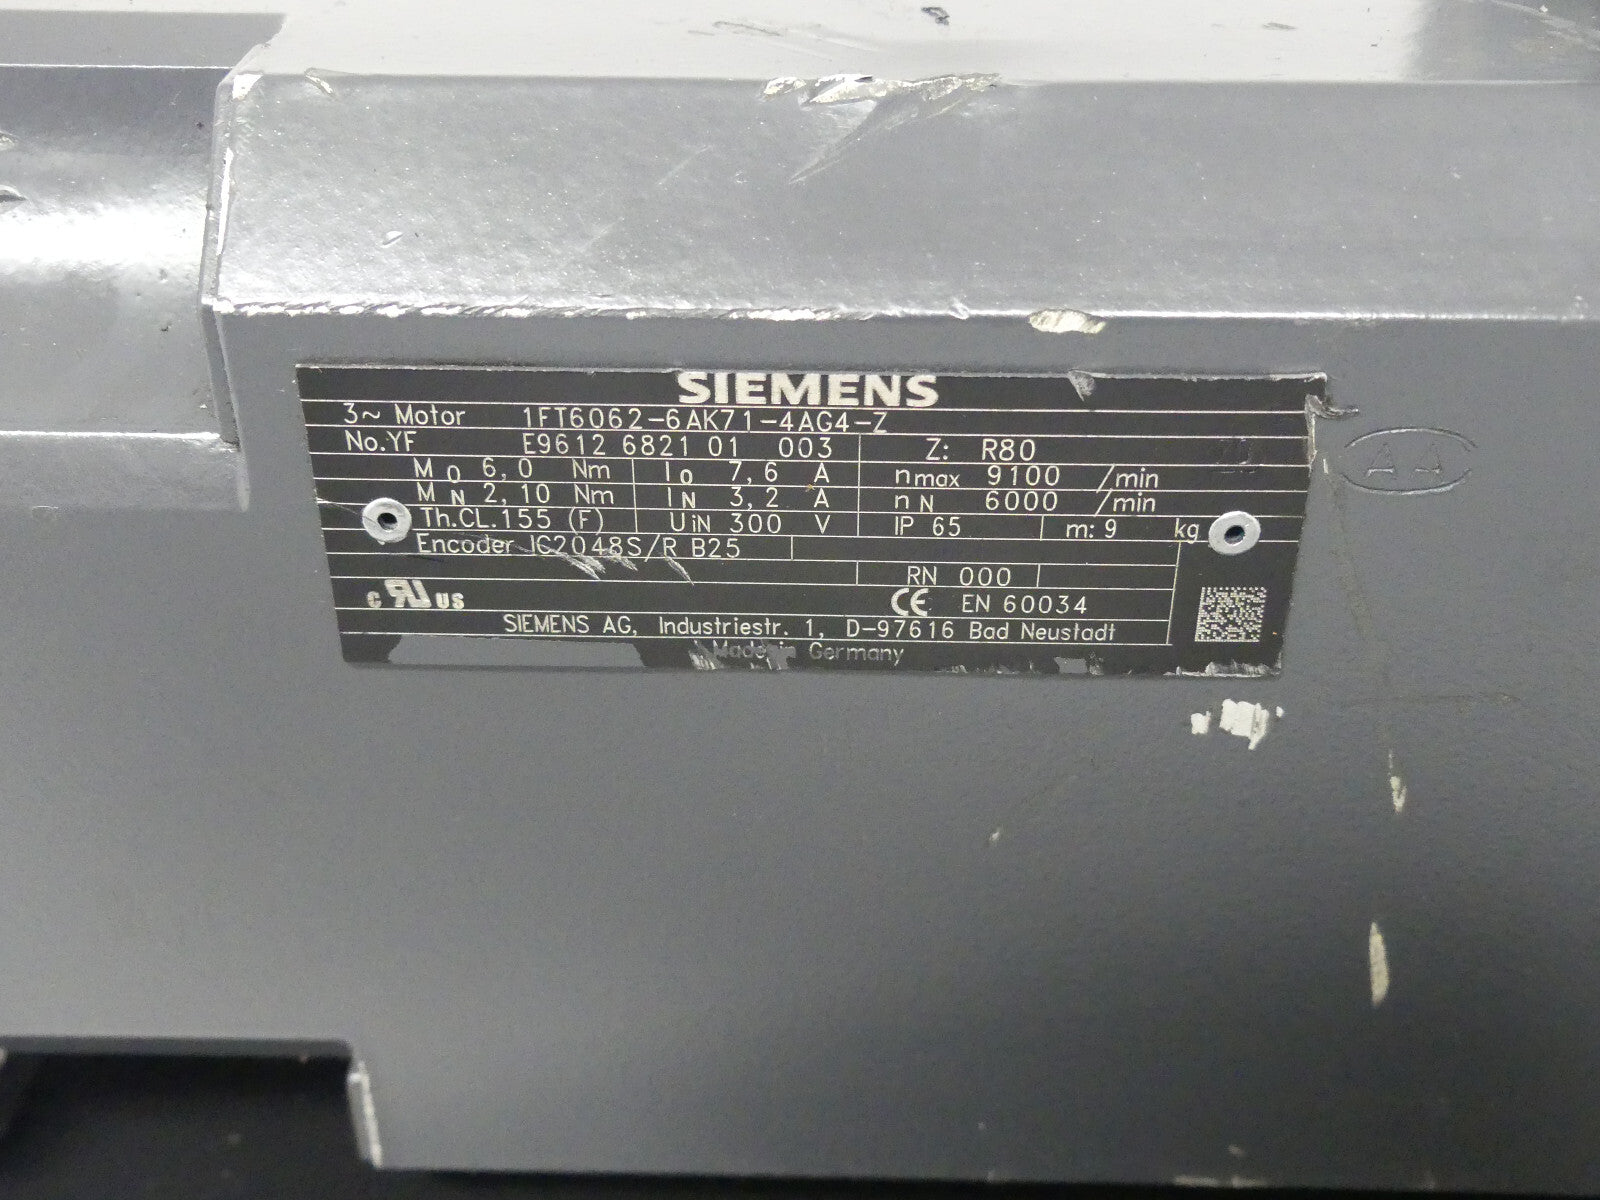 SIEMENS
3~ Motor 1FT6062-6AK71-4AG4-Z
No.YF E9612 6821 01 003 Z: R80
M0 6,0 Nm I0 7,6 A nmax 9100 /min
MN 2,10 Nm IN 3,2 A nN 6000 /min
Th.CL.155 (F) UiN 300 V IP 65 m: 9 kg
Encoder IC2048S/R B25
RN 000
c RU US CE EN 60034
SIEMENS AG, Industriestr. 1, D-97616 Bad Neustadt
Made in Germany